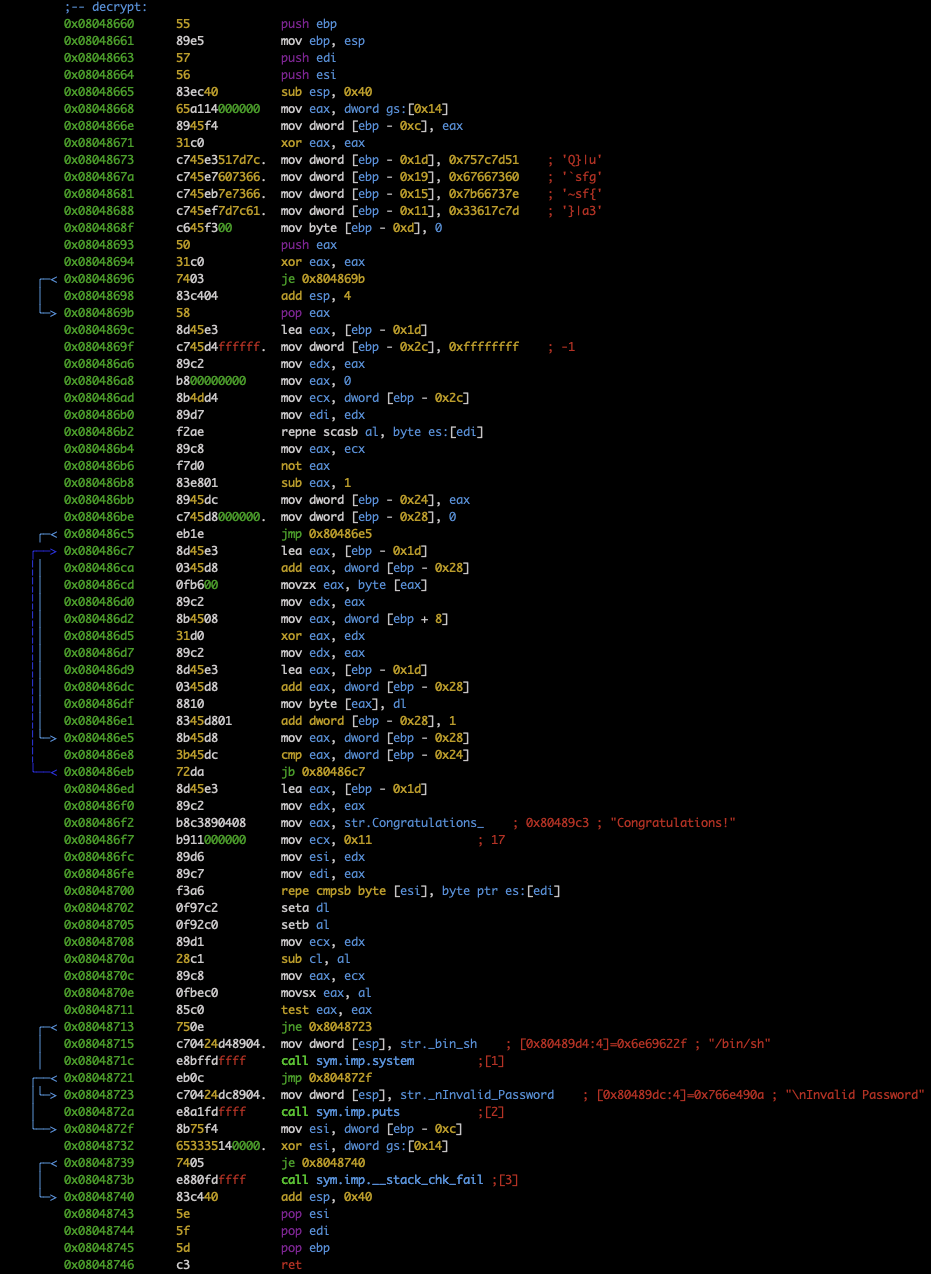 ;-- decrypt:
0x08048660 55 push ebp
0x08048661 89e5 mov ebp, esp
0x08048663 57 push edi
0x08048664 56 push esi
0x08048665 83ec40 sub esp, 0x40
0x08048668 65a114000000 mov eax, dword gs:[0x14]
0x0804866e 8945f4 mov dword [ebp - 0xc], eax
0x08048671 31c0 xor eax, eax
0x08048673 c745e3517d7c. mov dword [ebp - 0x1d], 0x757c7d51 ; 'Q}|u'
0x0804867a c745e7607366. mov dword [ebp - 0x19], 0x67667360 ; '`sfg'
0x08048681 c745eb7e7366. mov dword [ebp - 0x15], 0x7b66737e ; '~sf{'
0x08048688 c745ef7d7c61. mov dword [ebp - 0x11], 0x33617c7d ; '}|a3'
0x0804868f c645f300 mov byte [ebp - 0xd], 0
0x08048693 50 push eax
0x08048694 31c0 xor eax, eax
0x08048696 7403 je 0x804869b
0x08048698 83c404 add esp, 4
0x0804869b 58 pop eax
0x0804869c 8d45e3 lea eax, [ebp - 0x1d]
0x0804869f c745d4ffffff. mov dword [ebp - 0x2c], 0xffffffff ; -1
0x080486a6 89c2 mov edx, eax
0x080486a8 b800000000 mov eax, 0
0x080486ad 8b4dd4 mov ecx, dword [ebp - 0x2c]
0x080486b0 89d7 mov edi, edx
0x080486b2 f2ae repne scasb al, byte es:[edi]
0x080486b4 89c8 mov eax, ecx
0x080486b6 f7d0 not eax
0x080486b8 83e801 sub eax, 1
0x080486bb 8945dc mov dword [ebp - 0x24], eax
0x080486be c745d8000000. mov dword [ebp - 0x28], 0
0x080486c5 eb1e jmp 0x80486e5
0x080486c7 8d45e3 lea eax, [ebp - 0x1d]
0x080486ca 0345d8 add eax, dword [ebp - 0x28]
0x080486cd 0fb600 movzx eax, byte [eax]
0x080486d0 89c2 mov edx, eax
0x080486d2 8b4508 mov eax, dword [ebp + 8]
0x080486d5 31d0 xor eax, edx
0x080486d7 89c2 mov edx, eax
0x080486d9 8d45e3 lea eax, [ebp - 0x1d]
0x080486dc 0345d8 add eax, dword [ebp - 0x28]
0x080486df 8810 mov byte [eax], dl
0x080486e1 8345d801 add dword [ebp - 0x28], 1
0x080486e5 8b45d8 mov eax, dword [ebp - 0x28]
0x080486e8 3b45dc cmp eax, dword [ebp - 0x24]
0x080486eb 72da jb 0x80486c7
0x080486ed 8d45e3 lea eax, [ebp - 0x1d]
0x080486f0 89c2 mov edx, eax
0x080486f2 b8c3890408 mov eax, str.Congratulations_ ; 0x80489c3 ; "Congratulations!"
0x080486f7 b911000000 mov ecx, 0x11 ; 17
0x080486fc 89d6 mov esi, edx
0x080486fe 89c7 mov edi, eax
0x08048700 f3a6 repe cmpsb byte [esi], byte ptr es:[edi]
0x08048702 0f97c2 seta dl
0x08048705 0f92c0 setb al
0x08048708 89d1 mov ecx, edx
0x0804870a 28c1 sub cl, al
0x0804870c 89c8 mov eax, ecx
0x0804870e 0fbec0 movsx eax, al
0x08048711 85c0 test eax, eax
0x08048713 750e jne 0x8048723
0x08048715 c70424d48904. mov dword [esp], str._bin_sh ; [0x80489d4:4]=0x6e69622f ; "/bin/sh"
0x0804871c e8bffdffff call sym.imp.system ;[1]
0x08048721 eb0c jmp 0x804872f
0x08048723 c70424dc8904. mov dword [esp], str._nInvalid_Password ; [0x80489dc:4]=0x766e490a ; "\nInvalid Password"
0x0804872a e8a1fdffff call sym.imp.puts ;[2]
0x0804872f 8b75f4 mov esi, dword [ebp - 0xc]
0x08048732 653335140000. xor esi, dword gs:[0x14]
0x08048739 7405 je 0x8048740
0x0804873b e880fdffff call sym.imp.__stack_chk_fail ;[3]
0x08048740 83c440 add esp, 0x40
0x08048743 5e pop esi
0x08048744 5f pop edi
0x08048745 5d pop ebp
0x08048746 c3 ret